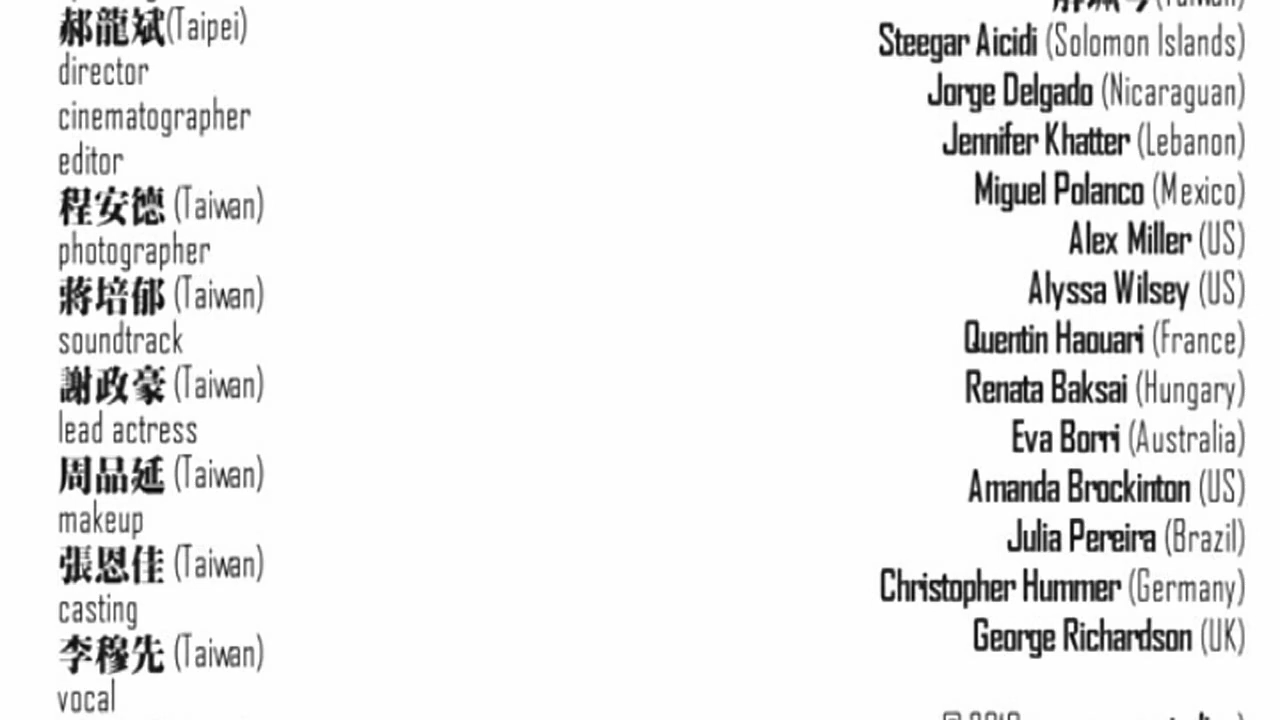 郝龍斌(Taipei)
director
cinematographer
editor
程安德 (Taiwan)
photographer
蔣培郁 (Taiwan)
soundtrack
謝政豪 (Taiwan)
lead actress
周品廷 (Taiwan)
makeup
張恩佳 (Taiwan)
casting
李穆先 (Taiwan)
vocal
Steegar Aicidi (Solomon Islands)
Jorge Delgado (Nicaraguan)
Jennifer Khatter (Lebanon)
Miguel Polanco (Mexico)
Alex Miller (US)
Alyssa Wilsey (US)
Quentin Haouari (France)
Renata Baksai (Hungary)
Eva Borri (Australia)
Amanda Brockinton (US)
Julia Pereira (Brazil)
Christopher Hummer (Germany)
George Richardson (UK)